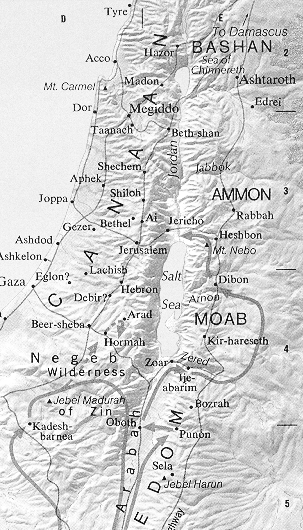 D
E
Tyre
To Damascus
2
Hazor
BASHAN
Sea of
Chinnereth
Acco
Ashtaroth
Mt. Carmel
Madon
Edrei
Dor
Megiddo
Taanach
Beth-shan
Jordan
Jabbok
Shechem
Aphek
3
Shiloh
AMMON
Joppa
Rabbah
Bethel
Ai
Jericho
Gezer
Heshbon
Ashdod
Jerusalem
Mt. Nebo
Ashkelon
CANAAN
Lachish
Salt
Sea
Dibon
Gaza
Eglon?
Hebron
Debir?
Arnon
Arad
MOAB
Beer-sheba
Hormah
Kir-hareseth
4
Negeb
Zoar
Zered
Wilderness
Ije-
abarim
of Zin
Jebel Madurah
Bozrah
Kadesh-
barnea
Oboth
Punon
Arabah
EDOM
Sela
Jebel Harun
5